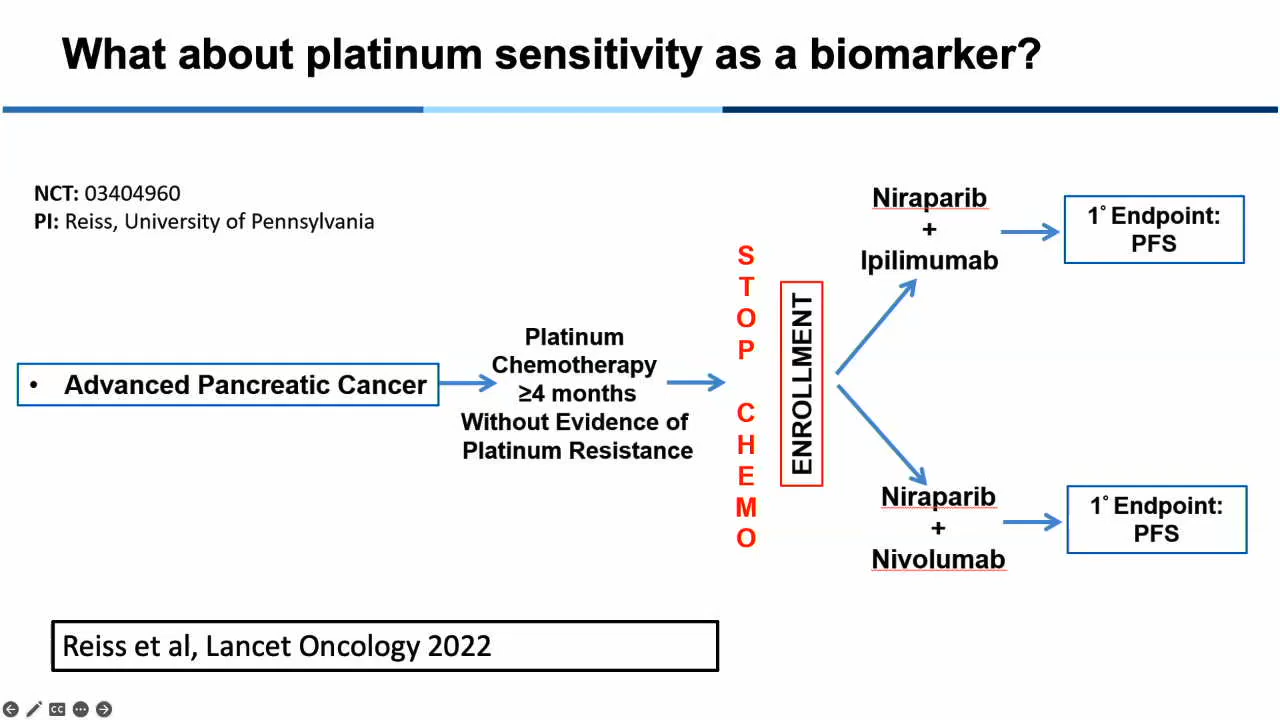 What about platinum sensitivity as a biomarker?
NCT: 03404960
PI: Reiss, University of Pennsylvania
• Advanced Pancreatic Cancer
Platinum
Chemotherapy
≥4 months
Without Evidence of
Platinum Resistance
STOP CHEMO
ENROLLMENT
Niraparib
+
Ipilimumab
1° Endpoint:
PFS
Niraparib
+
Nivolumab
1° Endpoint:
PFS
Reiss et al, Lancet Oncology 2022
CC